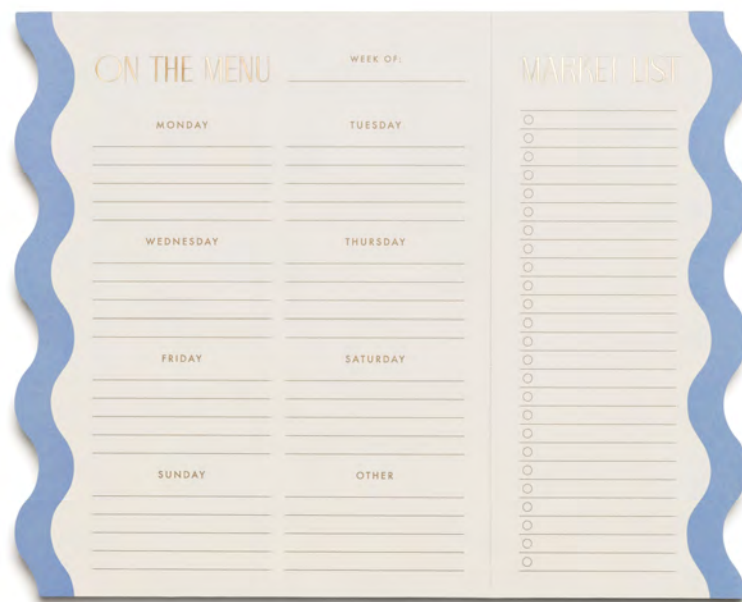 ON THE MENU
WEEK OF:
MARKET LIST
MONDAY
TUESDAY
WEDNESDAY
THURSDAY
FRIDAY
SATURDAY
SUNDAY
OTHER